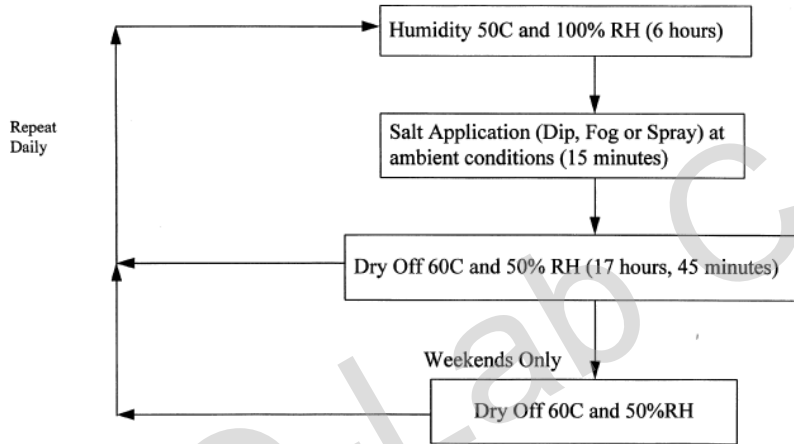 Humidity 50C and 100% RH (6 hours)
Repeat
Daily
Salt Application (Dip, Fog or Spray) at
ambient conditions (15 minutes)
Dry Off 60C and 50% RH (17 hours, 45 minutes)
Weekends Only
Dry Off 60C and 50%RH
Lab C